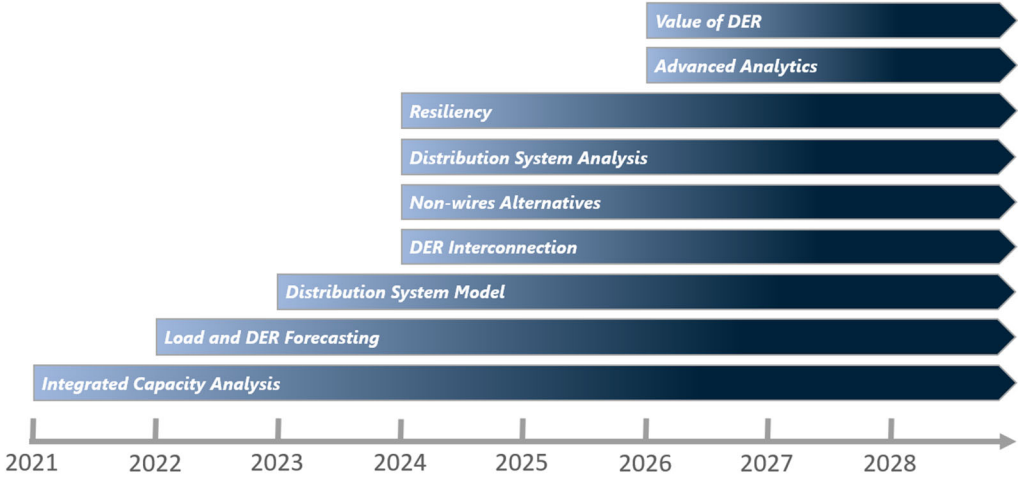 Value of DER
Advanced Analytics
Resiliency
Distribution System Analysis
Non-wires Alternatives
DER Interconnection
Distribution System Model
Load and DER Forecasting
Integrated Capacity Analysis
2021 2022 2023 2024 2025 2026 2027 2028